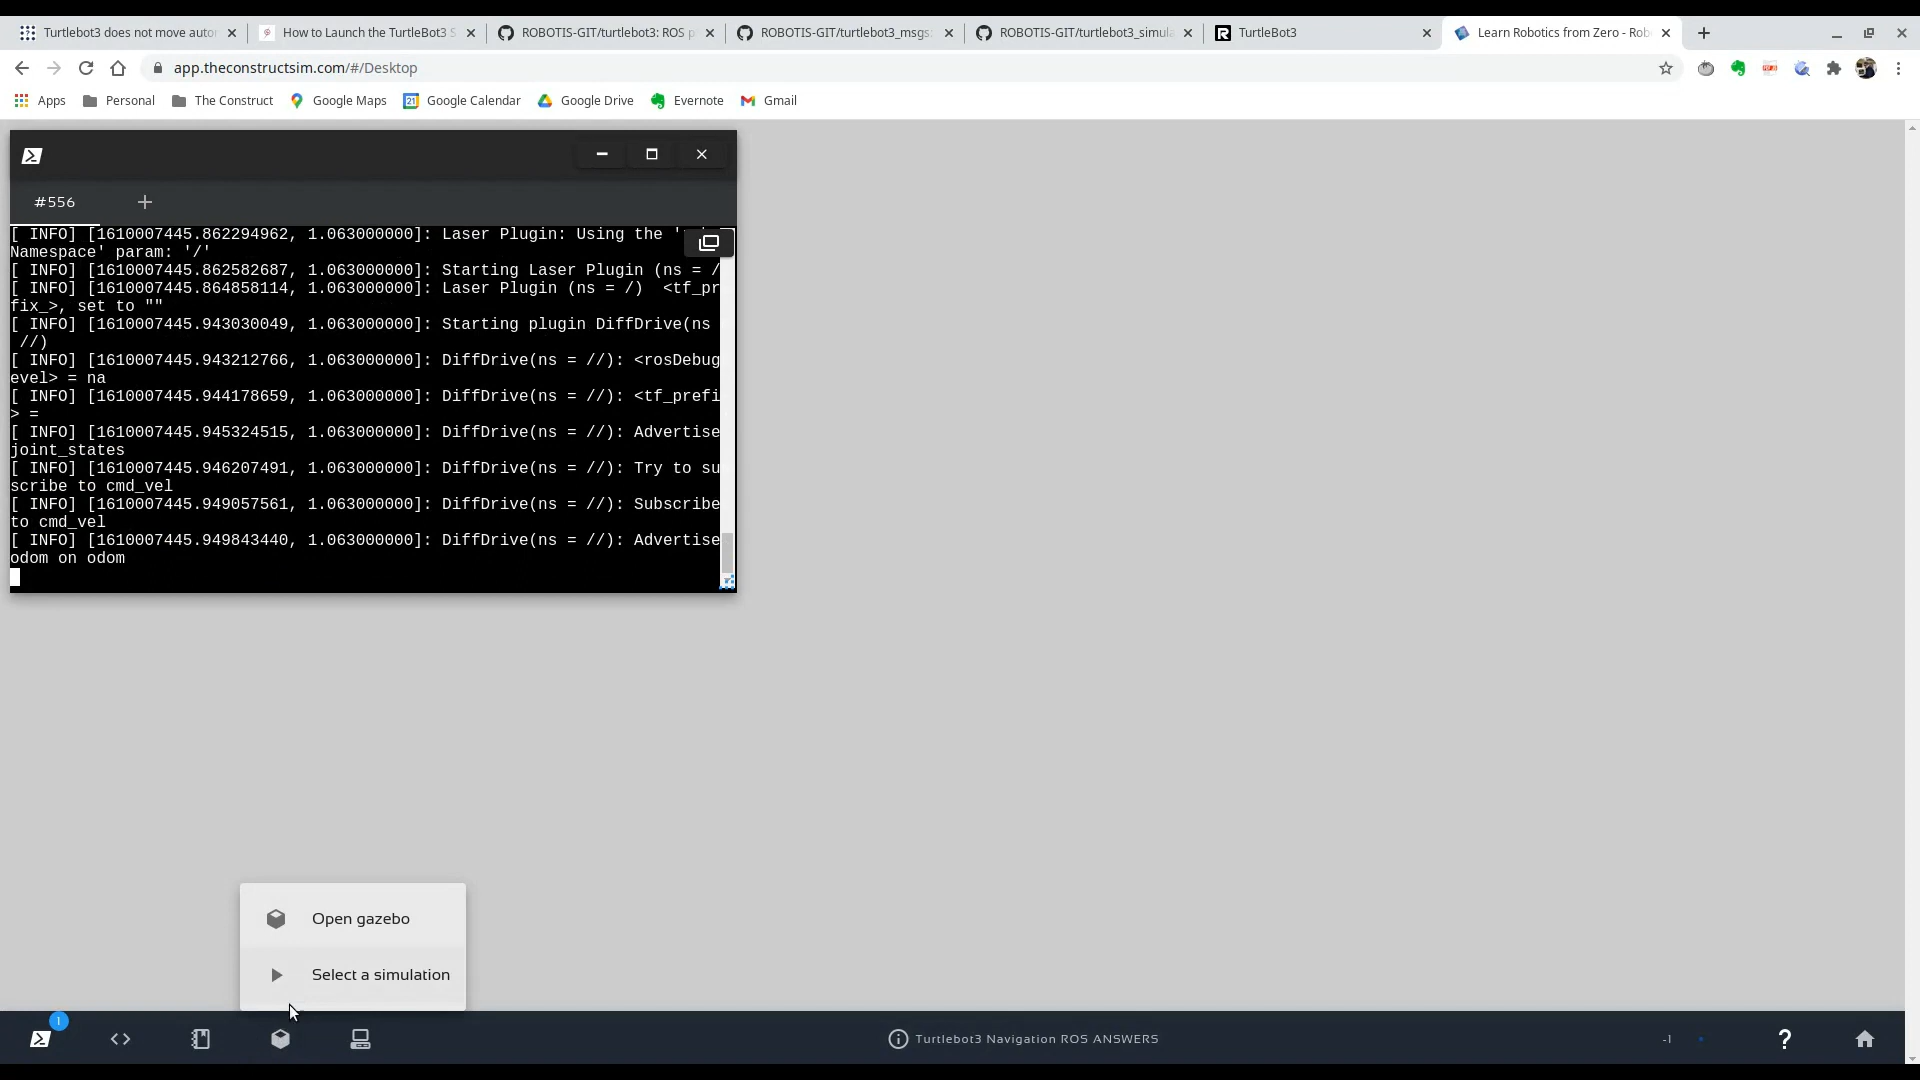 Turtlebot3 does not move autor
How to Launch the TurtleBot3 S
ROBOTIS-GIT/turtlebot3: ROS p
ROBOTIS-GIT/turtlebot3_msgs:
ROBOTIS-GIT/turtlebot3_simula
TurtleBot3
Learn Robotics from Zero - Rob
app.theconstructsim.com/#/Desktop
Apps
Personal
The Construct
Google Maps
Google Calendar
Google Drive
Evernote
Gmail
#556
[ INFO] [1610007445.862294962, 1.063000000]: Laser Plugin: Using the '
Namespace' param: '/'
[ INFO] [1610007445.862582687, 1.063000000]: Starting Laser Plugin (ns = /
[ INFO] [1610007445.864858114, 1.063000000]: Laser Plugin (ns = /)  <tf_pr
fix_>, set to ""
[ INFO] [1610007445.943030049, 1.063000000]: Starting plugin DiffDrive(ns
//)
[ INFO] [1610007445.943212766, 1.063000000]: DiffDrive(ns = //): <rosDebug
evel> = na
[ INFO] [1610007445.944178659, 1.063000000]: DiffDrive(ns = //): <tf_prefi
> =
[ INFO] [1610007445.945324515, 1.063000000]: DiffDrive(ns = //): Advertise
joint_states
[ INFO] [1610007445.946207491, 1.063000000]: DiffDrive(ns = //): Try to su
scribe to cmd_vel
[ INFO] [1610007445.949057561, 1.063000000]: DiffDrive(ns = //): Subscribe
to cmd_vel
[ INFO] [1610007445.949843440, 1.063000000]: DiffDrive(ns = //): Advertise
odom on odom
Open gazebo
Select a simulation
1
Turtlebot3 Navigation ROS ANSWERS
-1
?